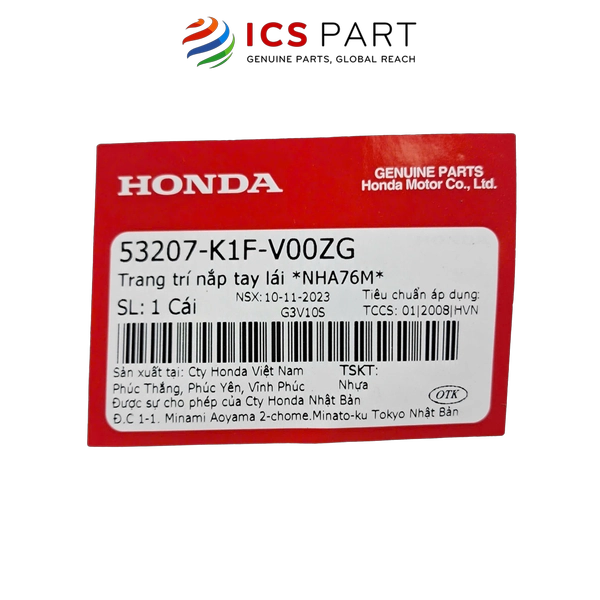 ICS PART
GENUINE PARTS, GLOBAL REACH
HONDA
GENUINE PARTS
Honda Motor Co., Ltd.
53207-K1F-V00ZG
Trang trí nắp tay lái *NHA76M*
SL: 1 Cái
NSX: 10-11-2023
G3V10S
Tiêu chuẩn áp dụng:
TCCS: 01|2008|HVN
Sản xuất tại: Cty Honda Việt Nam
Phúc Thắng, Phúc Yên, Vĩnh Phúc
TSKT:
Nhựa
Được sự cho phép của Cty Honda Nhật Bản
Đ.C 1-1. Minami Aoyama 2-chome.Minato-ku Tokyo Nhật Bản
OTK